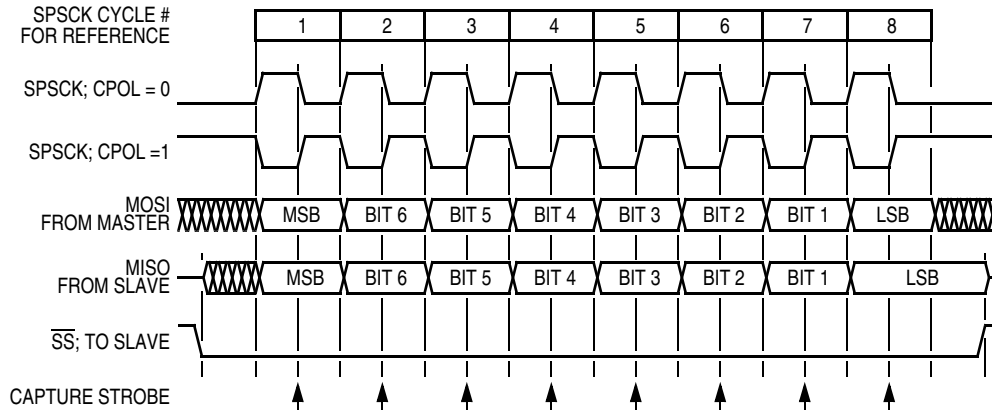 SPSCK CYCLE #
FOR REFERENCE
1 2 3 4 5 6 7 8
SPSCK; CPOL = 0
SPSCK; CPOL =1
MOSI
FROM MASTER
MSB BIT 6 BIT 5 BIT 4 BIT 3 BIT 2 BIT 1 LSB
MISO
FROM SLAVE
MSB BIT 6 BIT 5 BIT 4 BIT 3 BIT 2 BIT 1 LSB
SS; TO SLAVE
CAPTURE STROBE